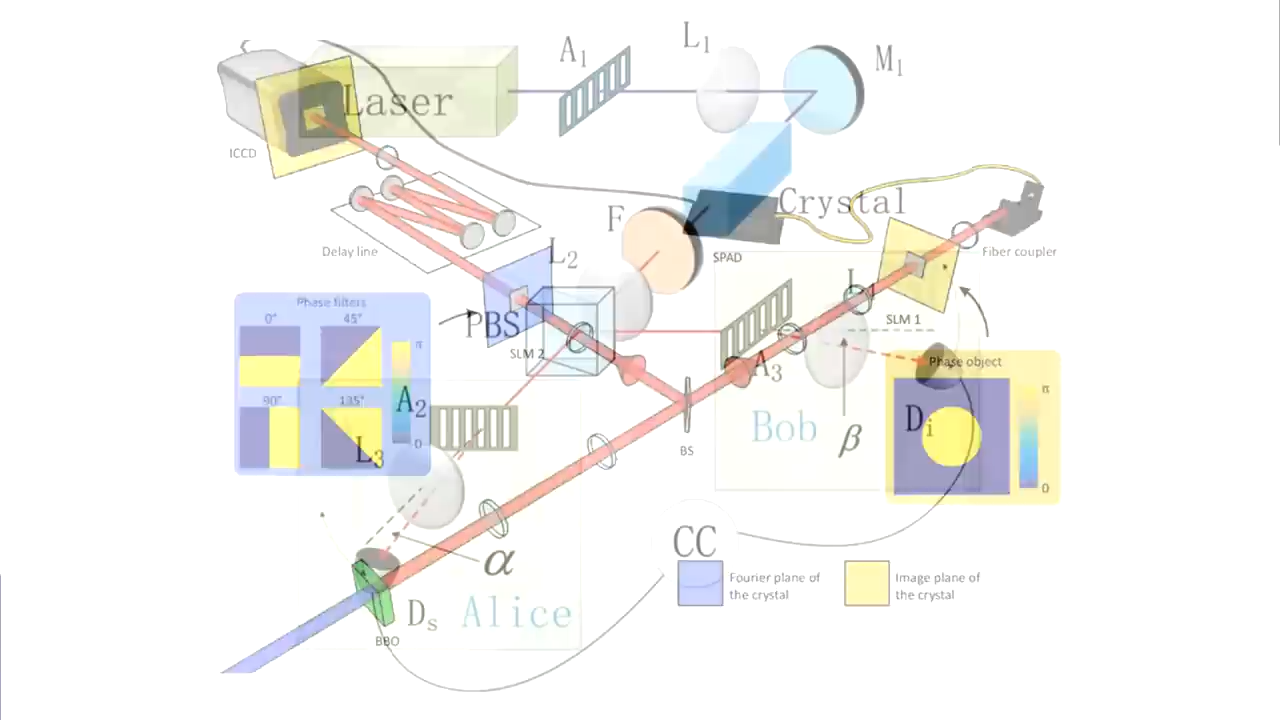 L1
A1
M1
Laser
ICCD
Crystal
F
Delay line
L2
SPAD
Fiber coupler
Phase filters
0°
45°
PBS
SLM 1
π
SLM 2
Phase object
A3
π
90°
135°
A2
Di
Bob
β
0
L3
BS
0
CC
α
Fourier plane of
the crystal
Image plane of
the crystal
Ds
Alice
BBO